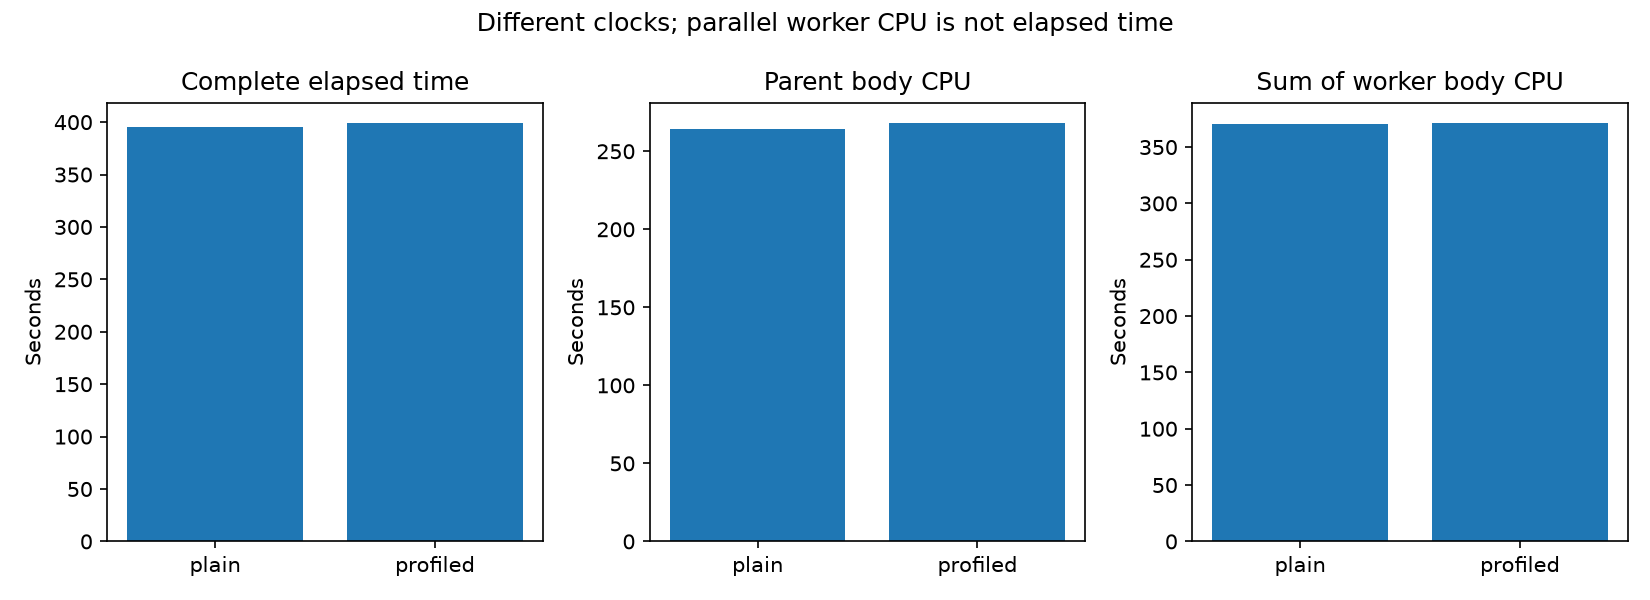 Different clocks; parallel worker CPU is not elapsed time
Complete elapsed time
Seconds
400
350
300
250
200
150
100
50
0
plain
profiled
Parent body CPU
Seconds
250
200
150
100
50
0
plain
profiled
Sum of worker body CPU
Seconds
350
300
250
200
150
100
50
0
plain
profiled